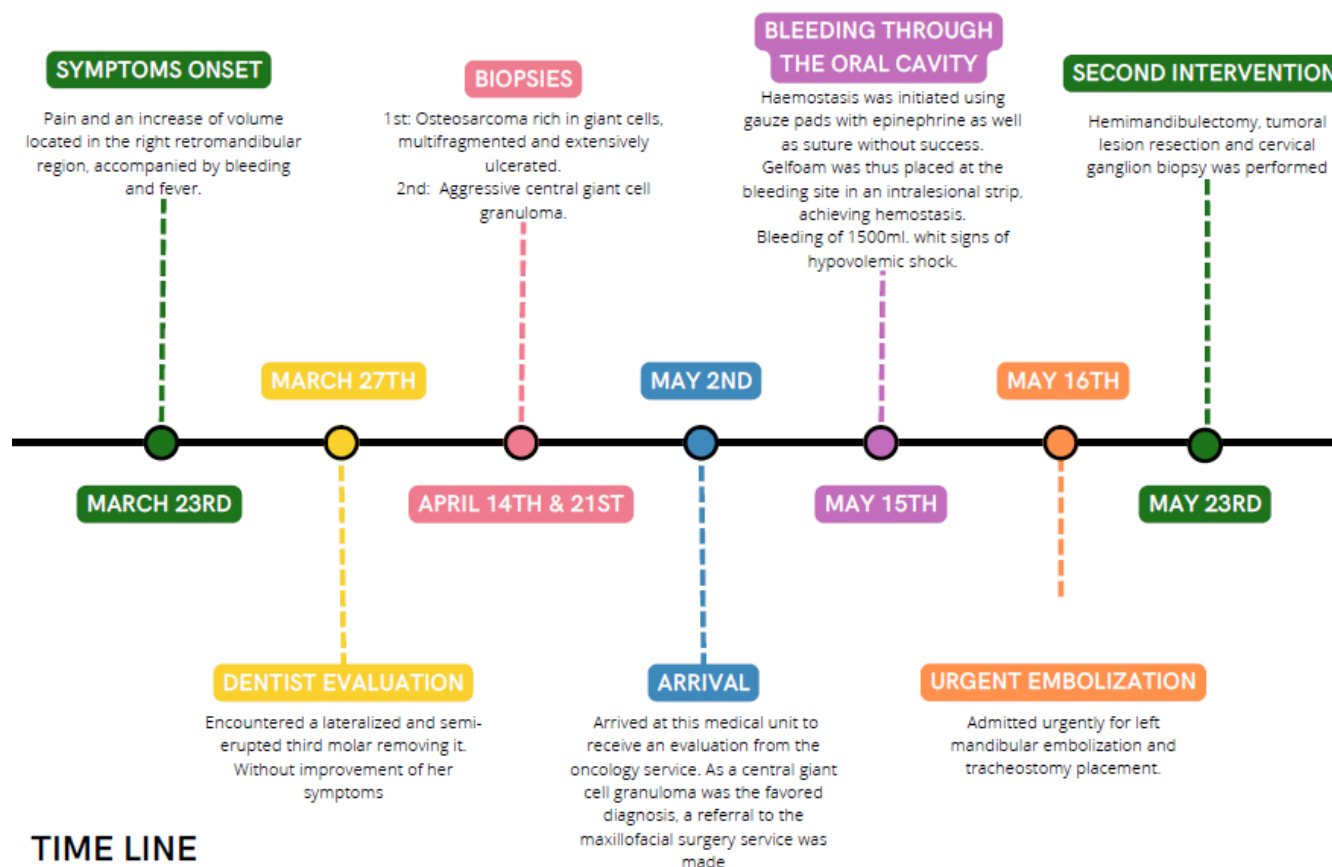 SYMPTOMS ONSET
Pain and an increase of volume
located in the right retromandibular
region, accompanied by bleeding
and fever.
MARCH 23RD
MARCH 27TH
DENTIST EVALUATION
Encountered a lateralized and semi-
erupted third molar removing it.
Without improvement of her
symptoms
BIOPSIES
1st: Osteosarcoma rich in giant cells,
multifragmented and extensively
ulcerated.
2nd: Aggressive central giant cell
granuloma.
APRIL 14TH & 21ST
MAY 2ND
ARRIVAL
Arrived at this medical unit to
receive an evaluation from the
oncology service. As a central giant
cell granuloma was the favored
diagnosis, a referral to the
maxillofacial surgery service was
made
BLEEDING THROUGH
THE ORAL CAVITY
Haemostasis was initiated using
gauze pads with epinephrine as well
as suture without success.
Gelfoam was thus placed at the
bleeding site in an intralesional strip,
achieving hemostasis.
Bleeding of 1500ml. whit signs of
hypovolemic shock.
MAY 15TH
MAY 16TH
URGENT EMBOLIZATION
Admitted urgently for left
mandibular embolization and
tracheostomy placement.
SECOND INTERVENTION
Hemimandibulectomy, tumoral
lesion resection and cervical
ganglion biopsy was performed
MAY 23RD
TIME LINE